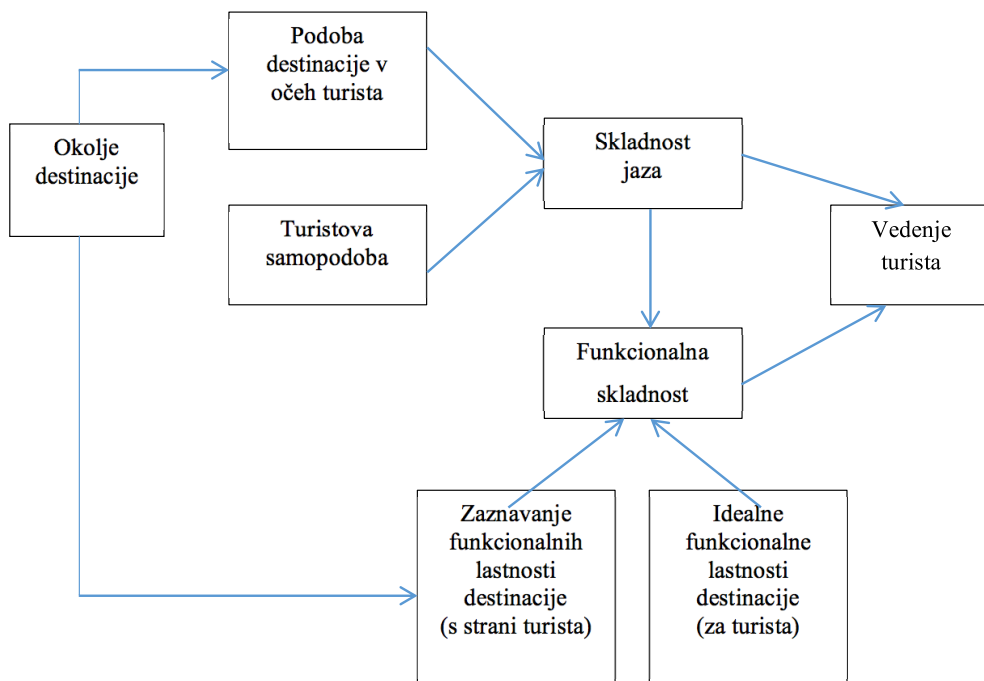 Podoba
destinacije v
očeh turista
Okolje
destinacije
Skladnost
jaza
Turistova
samopodoba
Vedenje
turista
Funkcionalna
skladnost
Zaznavanje
funkcionalnih
lastnosti
destinacije
(s strani turista)
Idealne
funkcionalne
lastnosti
destinacije
(za turista)